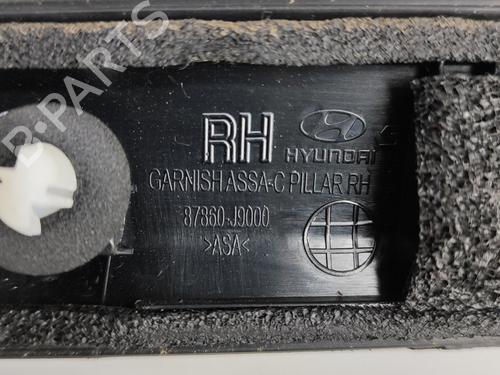 B-PARTS
RH
HYUNDAI
GARNISH ASSA-C PILLAR RH
87860-J9000
>ASA<